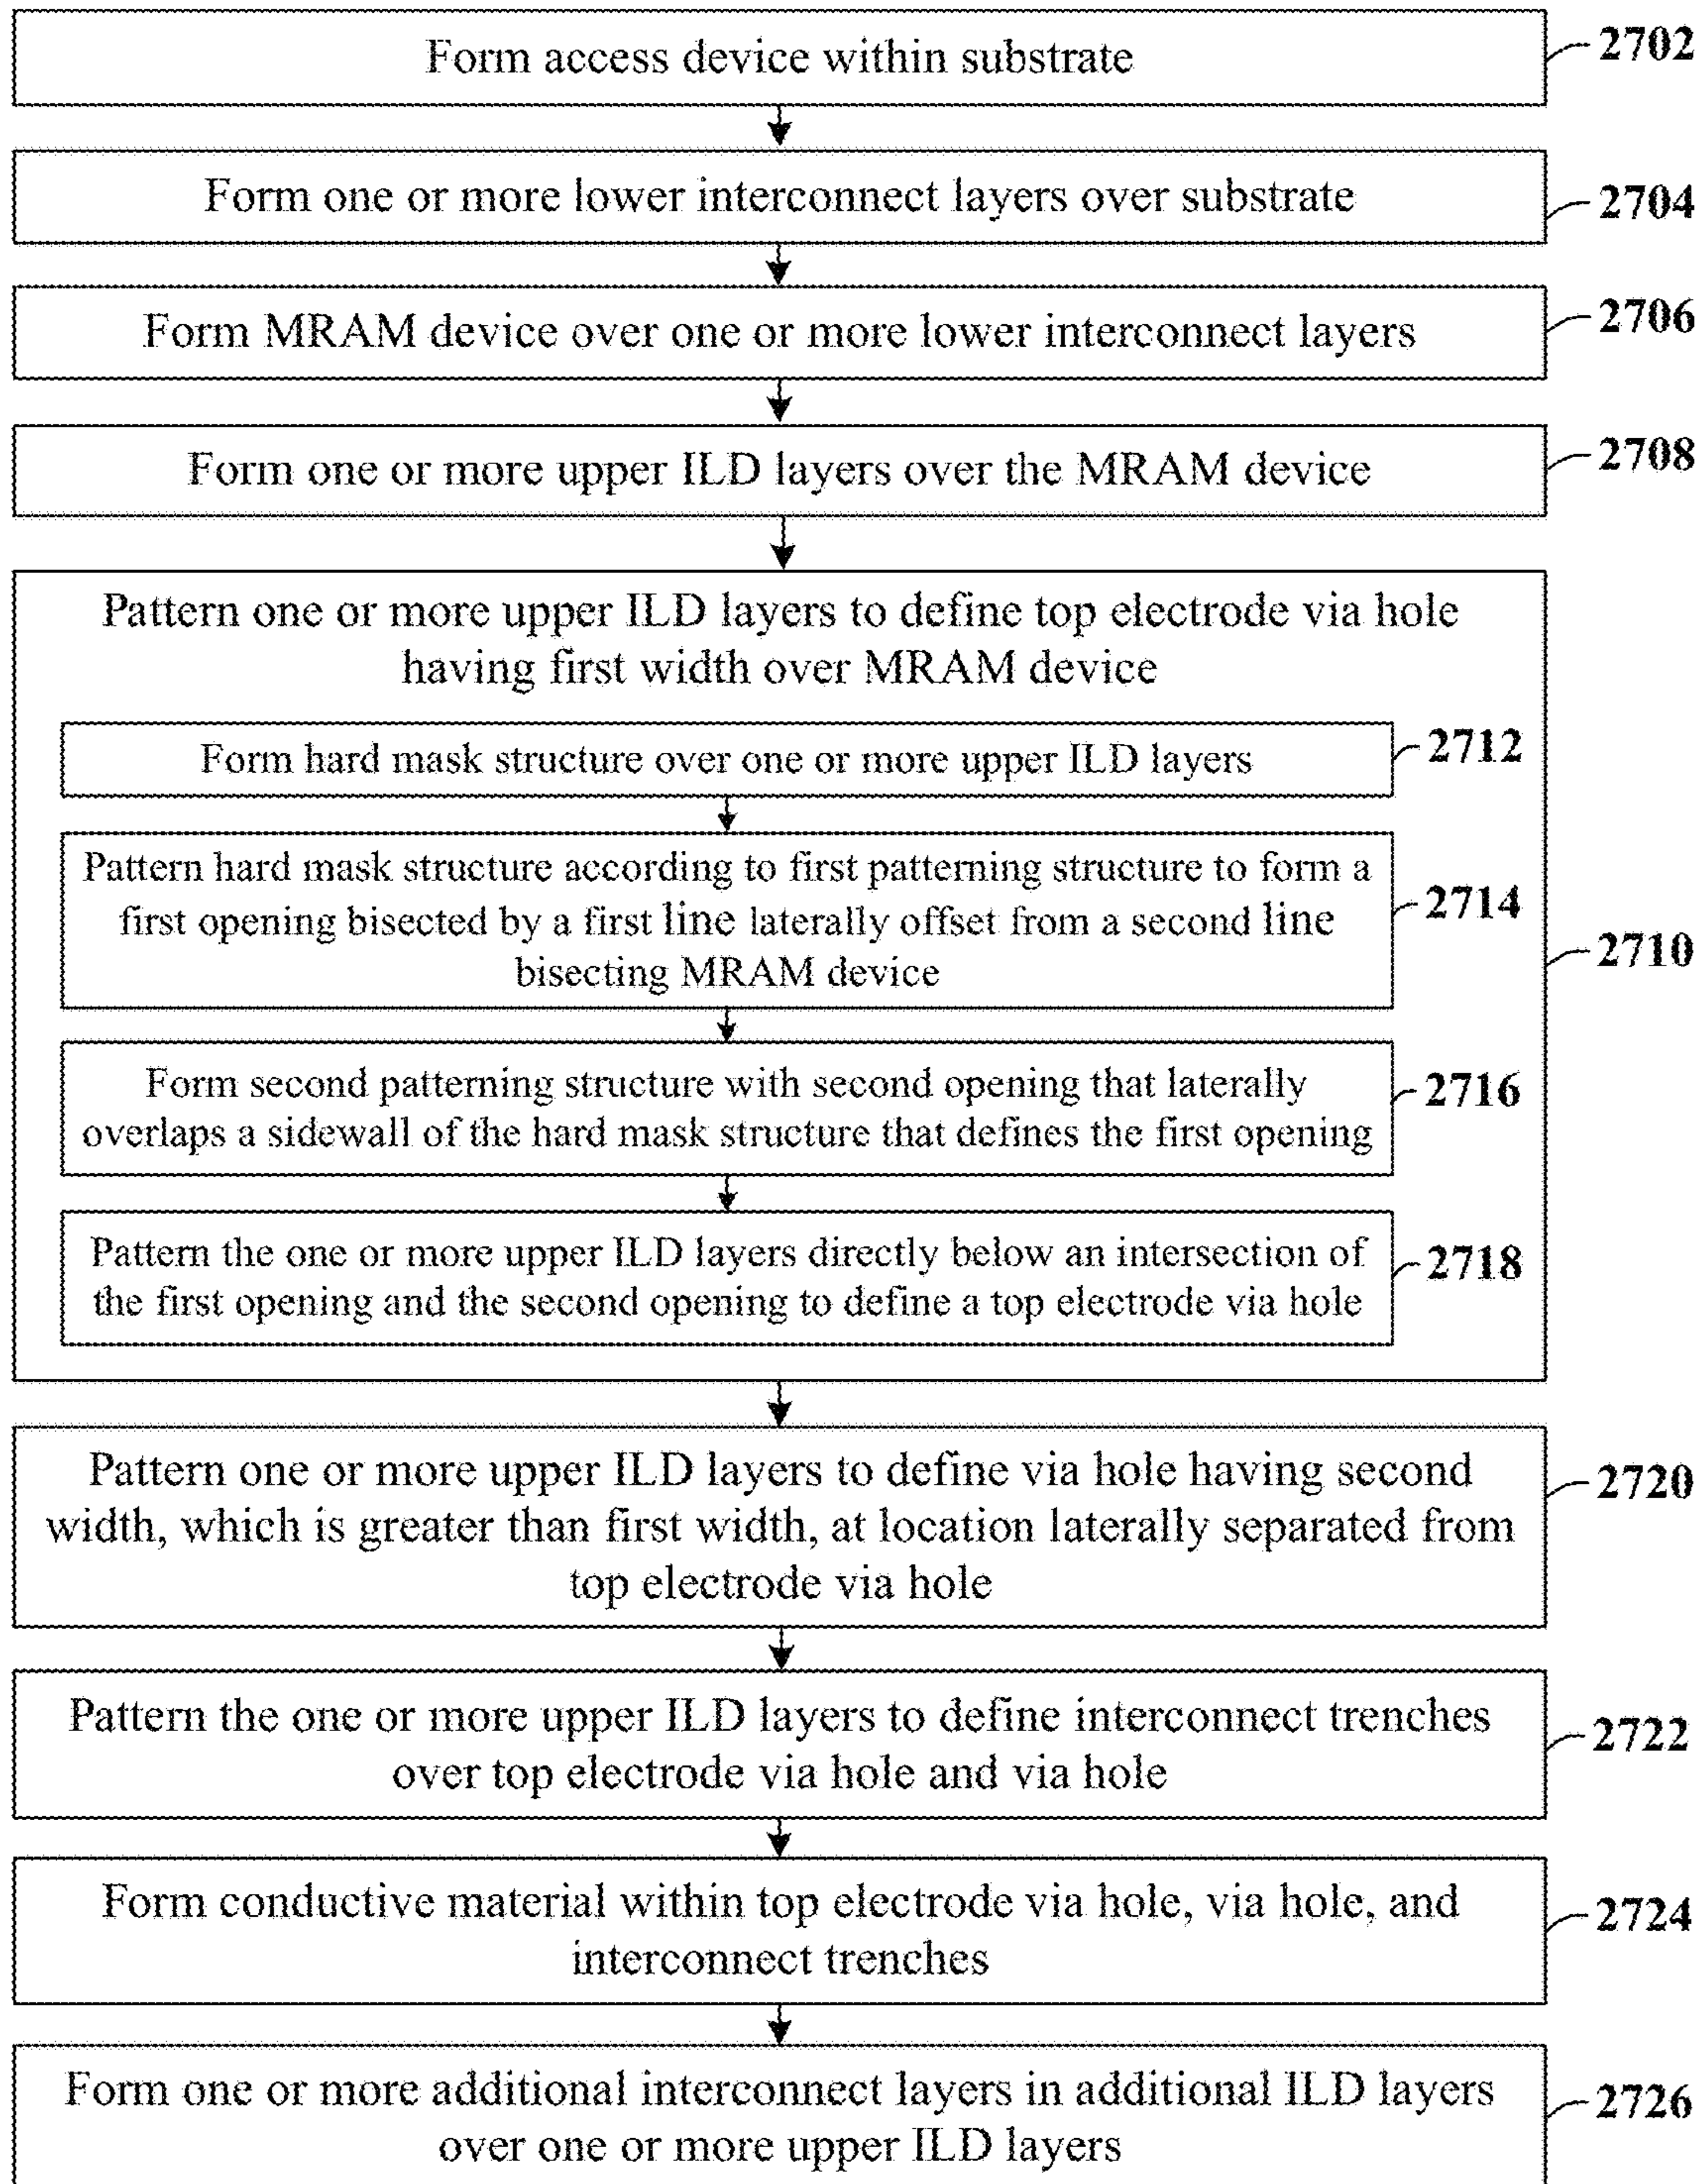 Form access device within substrate
2702
Form one or more lower interconnect layers over substrate
2704
Form MRAM device over one or more lower interconnect layers
2706
Form one or more upper ILD layers over the MRAM device
2708
Pattern one or more upper ILD layers to define top electrode via hole
having first width over MRAM device
Form hard mask structure over one or more upper ILD layers
2712
Pattern hard mask structure according to first patterning structure to form a
first opening bisected by a first line laterally offset from a second line
bisecting MRAM device
2714
2710
Form second patterning structure with second opening that laterally
overlaps a sidewall of the hard mask structure that defines the first opening
2716
Pattern the one or more upper ILD layers directly below an intersection of
the first opening and the second opening to define a top electrode via hole
2718
Pattern one or more upper ILD layers to define via hole having second
width, which is greater than first width, at location laterally separated from
top electrode via hole
2720
Pattern the one or more upper ILD layers to define interconnect trenches
over top electrode via hole and via hole
2722
Form conductive material within top electrode via hole, via hole, and
interconnect trenches
2724
Form one or more additional interconnect layers in additional ILD layers
over one or more upper ILD layers
2726